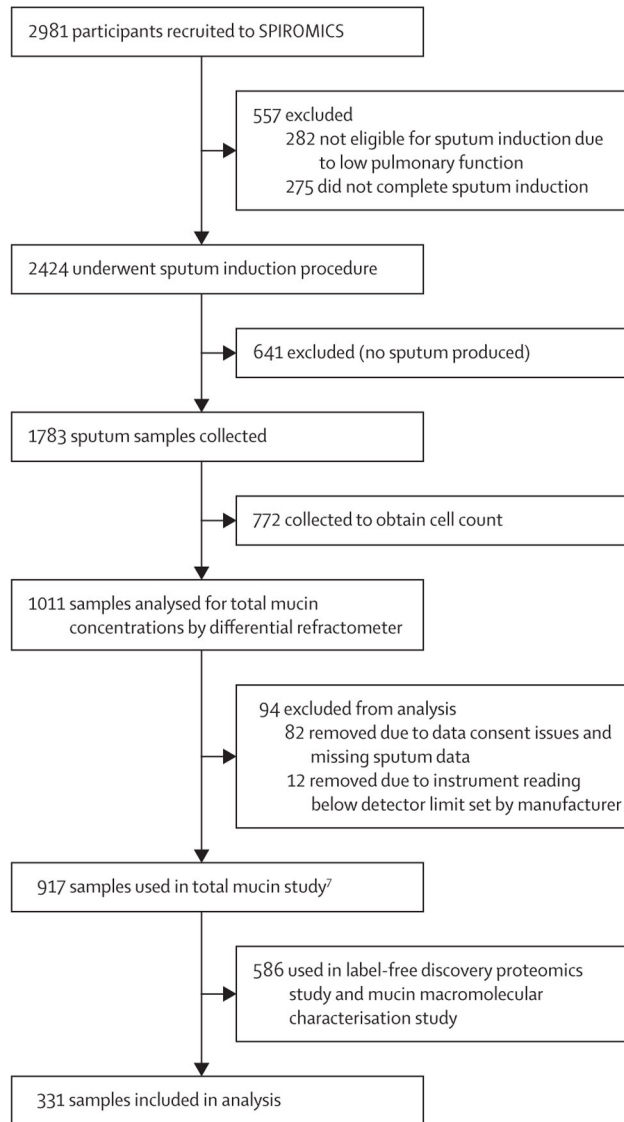 2981 participants recruited to SPIROMICS
557 excluded
282 not eligible for sputum induction due
to low pulmonary function
275 did not complete sputum induction
2424 underwent sputum induction procedure
641 excluded (no sputum produced)
1783 sputum samples collected
772 collected to obtain cell count
1011 samples analysed for total mucin
concentrations by differential refractometer
94 excluded from analysis
82 removed due to data consent issues and
missing sputum data
12 removed due to instrument reading
below detector limit set by manufacturer
917 samples used in total mucin study⁷
586 used in label-free discovery proteomics
study and mucin macromolecular
characterisation study
331 samples included in analysis